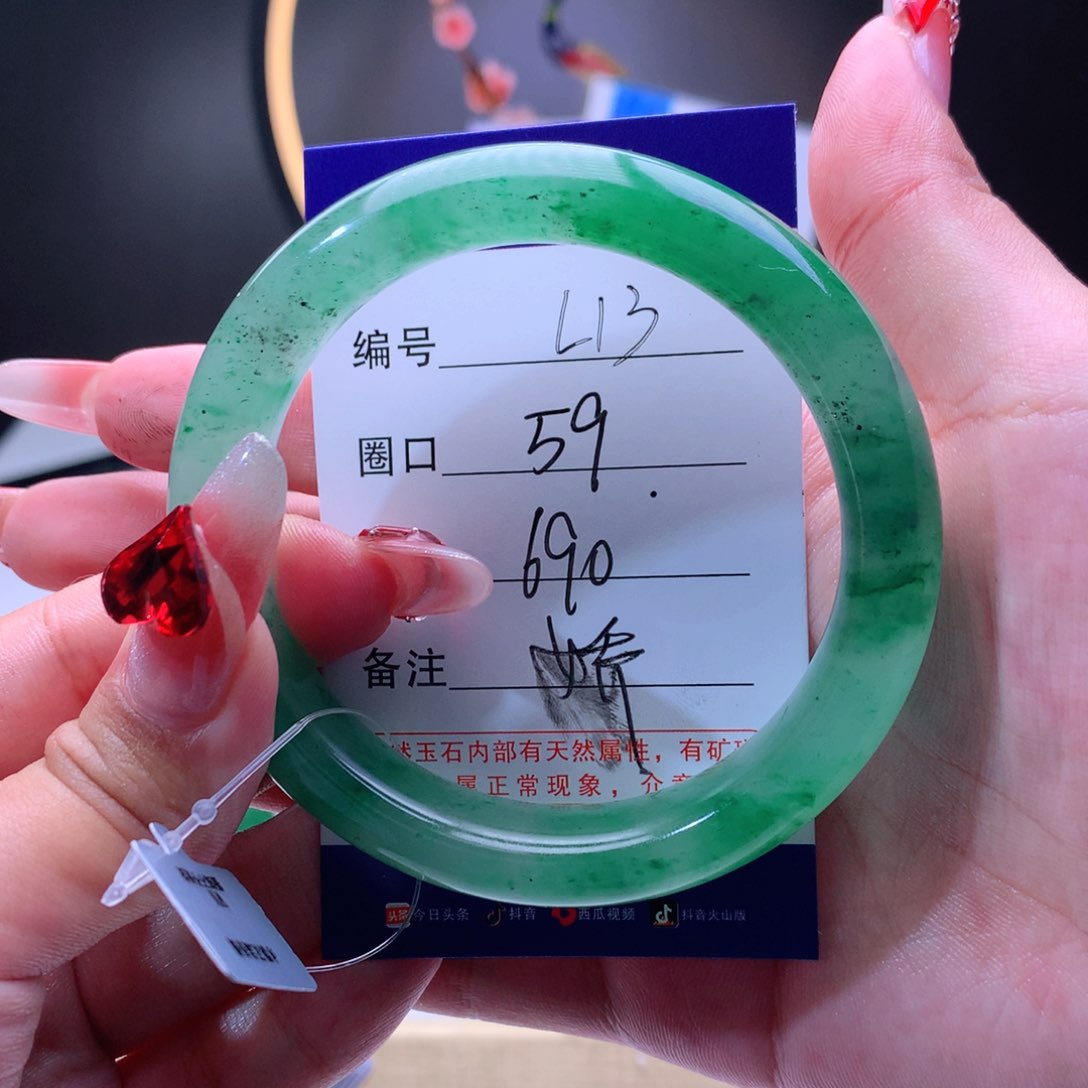 编号 L13
圈口 59.
690
备注 娇
玉石内部有天然属性，有矿
属正常现象，介
头条 今日头条 抖音 西瓜视频 抖音火山版